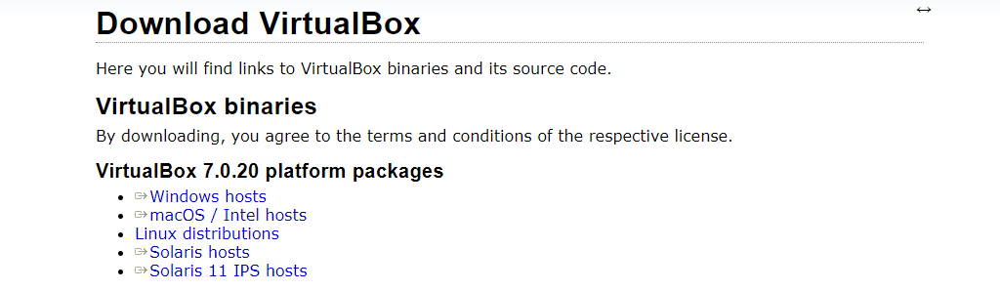 Download VirtualBox
Here you will find links to VirtualBox binaries and its source code.
VirtualBox binaries
By downloading, you agree to the terms and conditions of the respective license.
VirtualBox 7.0.20 platform packages
Windows hosts
macOS / Intel hosts
Linux distributions
Solaris hosts
Solaris 11 IPS hosts